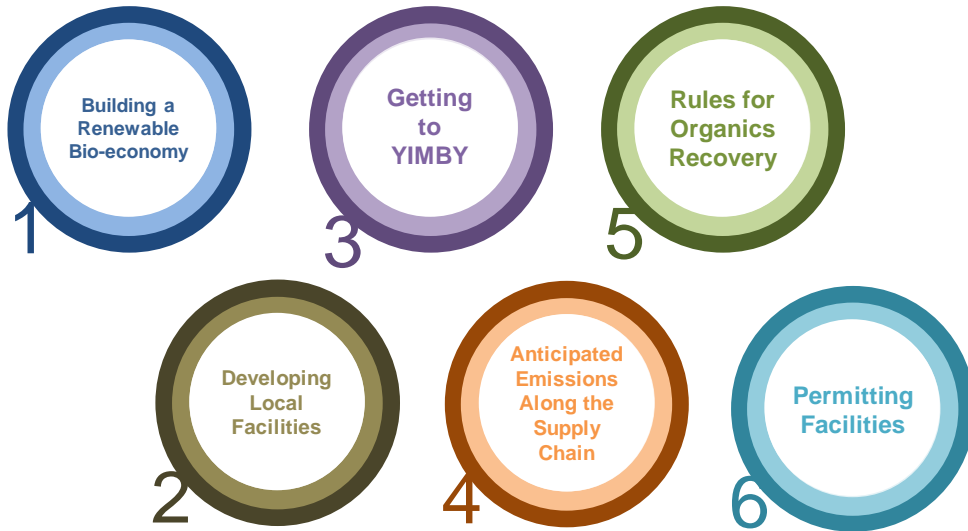 1
Building a
Renewable
Bio-economy
2
Developing
Local
Facilities
3
Getting
to
YIMBY
4
Anticipated
Emissions
Along the
Supply
Chain
5
Rules for
Organics
Recovery
6
Permitting
Facilities